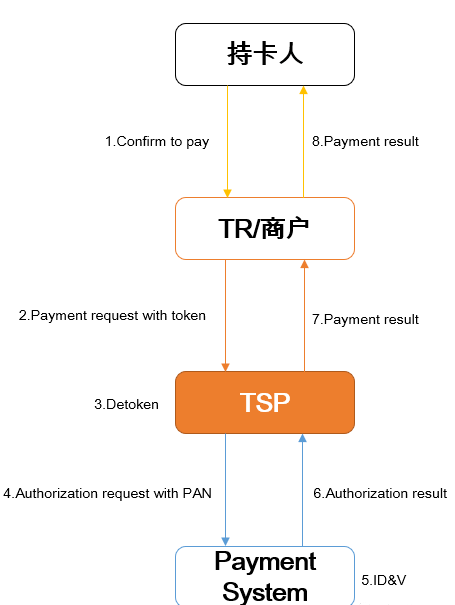 持卡人
1.Confirm to pay
8.Payment result
TR/商户
2.Payment request with token
7.Payment result
3.Detoken
TSP
4.Authorization request with PAN
6.Authorization result
Payment
System
5.ID&V